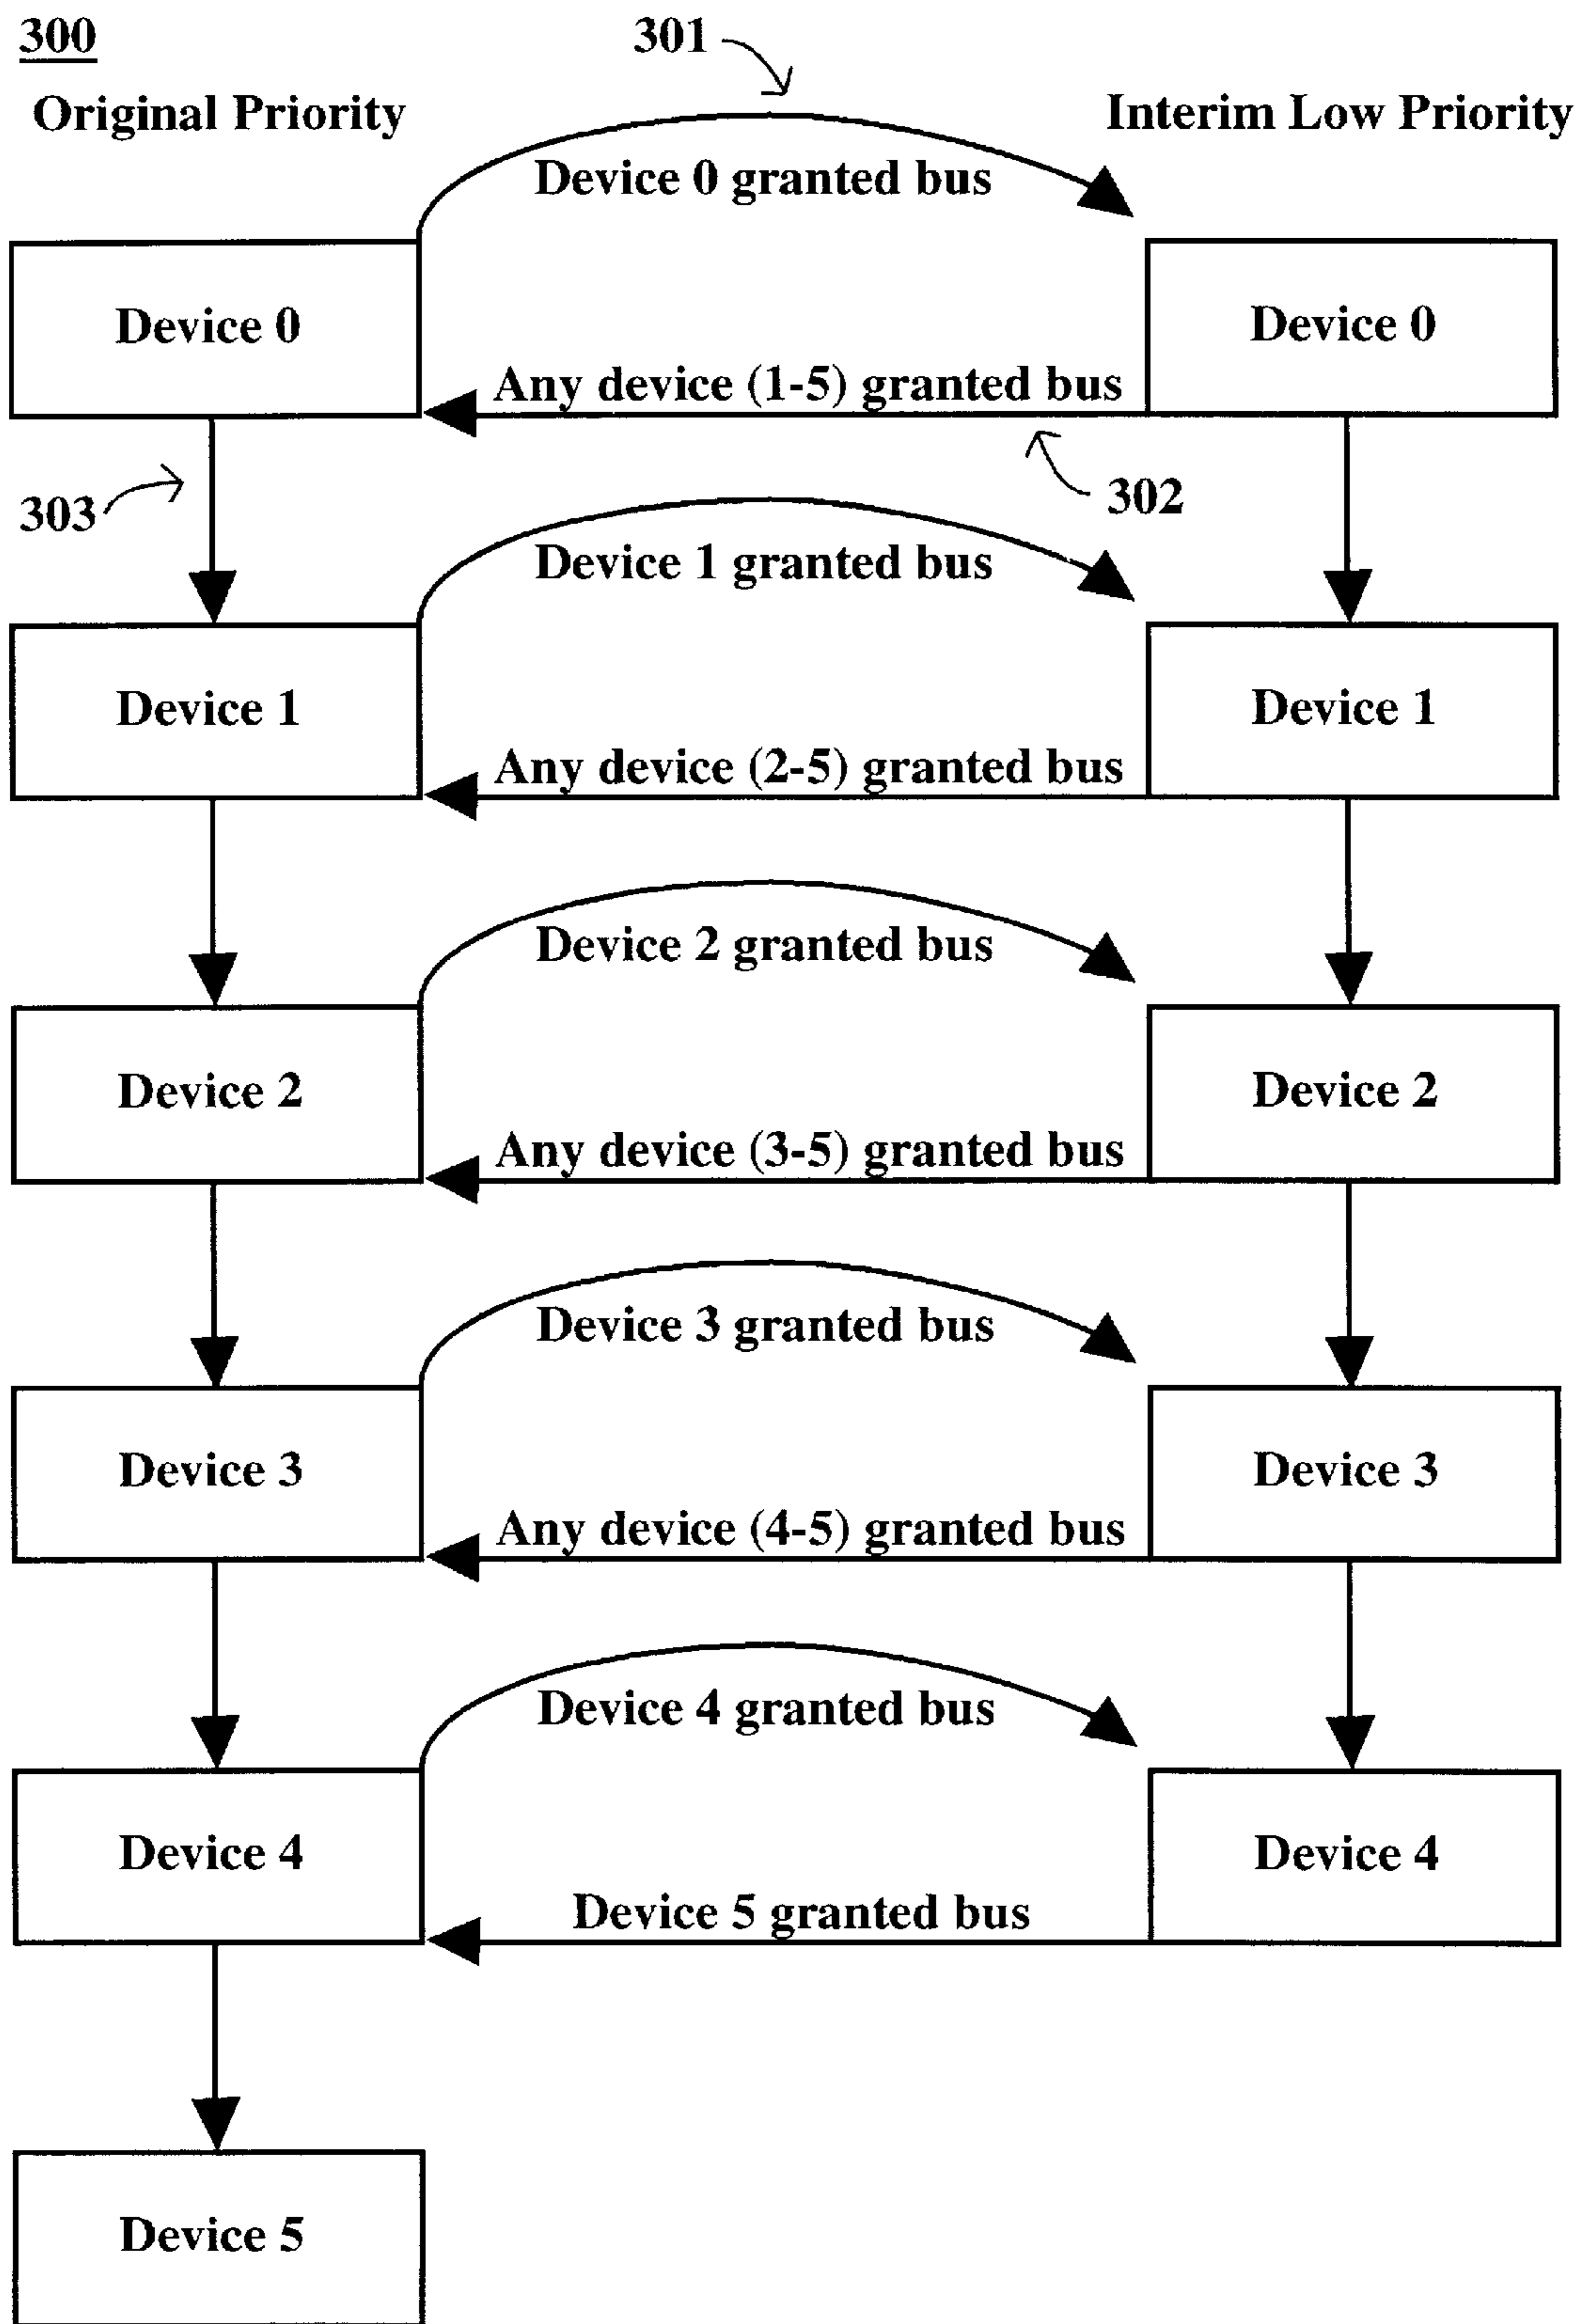 300
301
Original Priority
Interim Low Priority
Device 0 granted bus
Device 0
Device 0
Any device (1-5) granted bus
303
302
Device 1 granted bus
Device 1
Device 1
Any device (2-5) granted bus
Device 2 granted bus
Device 2
Device 2
Any device (3-5) granted bus
Device 3 granted bus
Device 3
Device 3
Any device (4-5) granted bus
Device 4 granted bus
Device 4
Device 4
Device 5 granted bus
Device 5